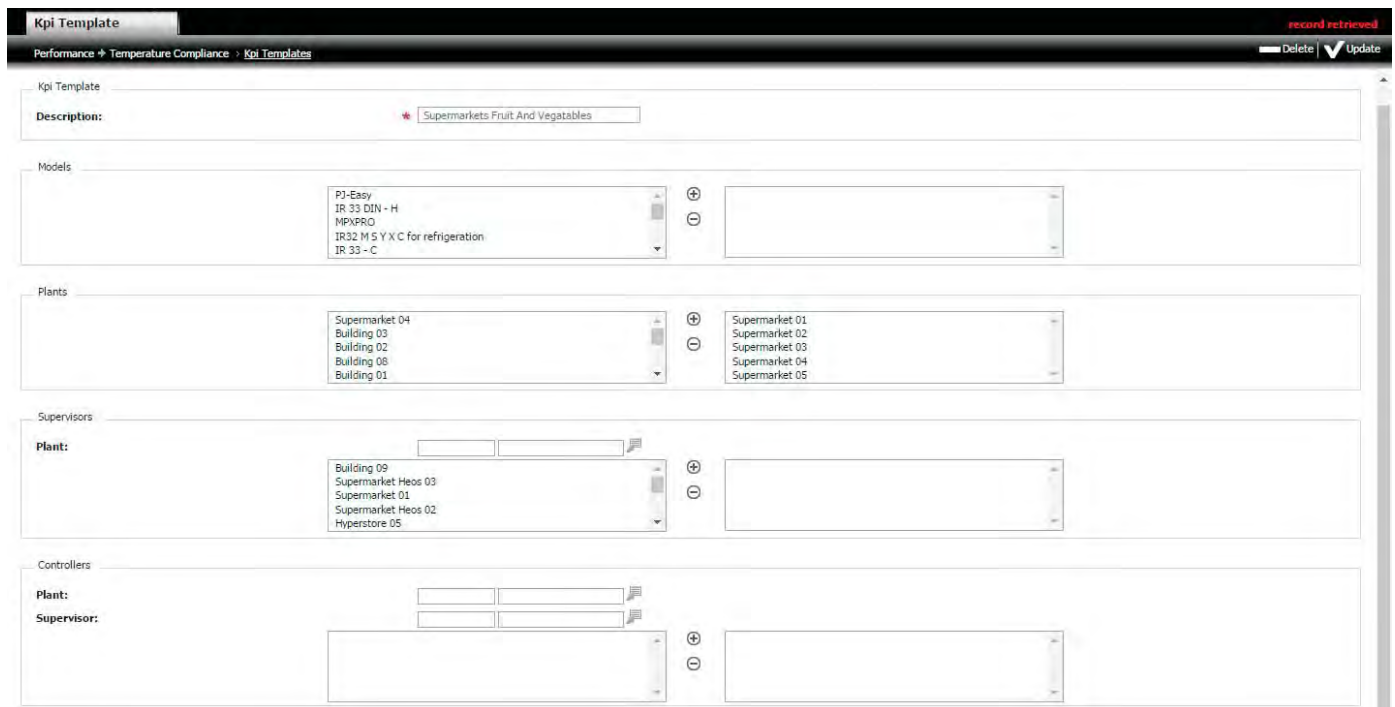 Kpi Template
record retrieved
Performance → Temperature Compliance > Kpi Templates
Delete | Update
Kpi Template
Description: * Supermarkets Fruit And Vegatables
Models
PJ-Easy
IR 33 DIN - H
MPXPRO
IR32 M S Y X C for refrigeration
IR 33 - C
Plants
Supermarket 04
Building 03
Building 02
Building 08
Building 01
Supermarket 01
Supermarket 02
Supermarket 03
Supermarket 04
Supermarket 05
Supervisors
Plant:
Building 09
Supermarket Heos 03
Supermarket 01
Supermarket Heos 02
Hyperstore 05
Controllers
Plant:
Supervisor: